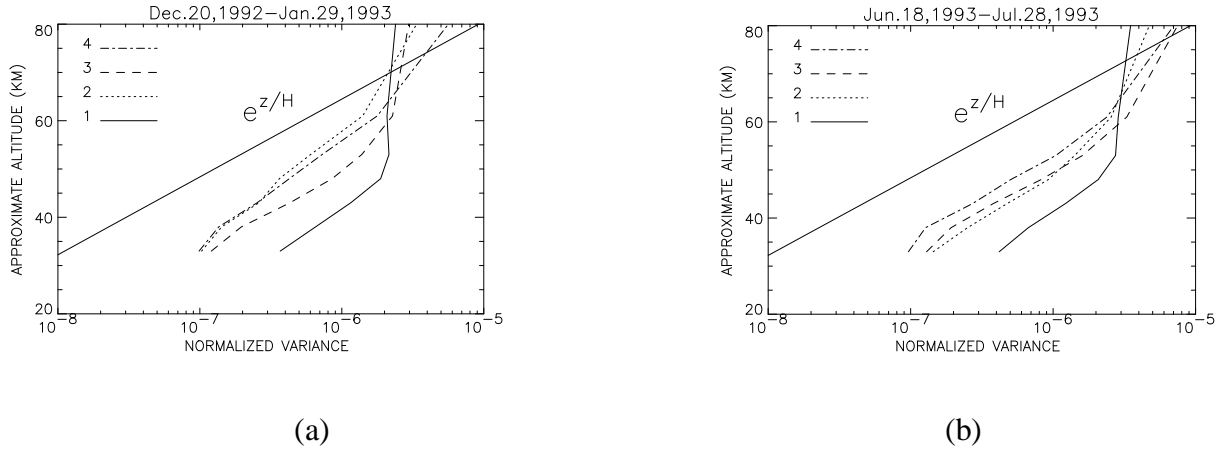 Dec.20,1992-Jan.29,1993
80
60
40
20
APPROXIMATE ALTITUDE (KM)
4
3
2
1
e^z/H
10^-8
10^-7
10^-6
10^-5
NORMALIZED VARIANCE
(a)
Jun.18,1993-Jul.28,1993
80
60
40
20
APPROXIMATE ALTITUDE (KM)
4
3
2
1
e^z/H
10^-8
10^-7
10^-6
10^-5
NORMALIZED VARIANCE
(b)